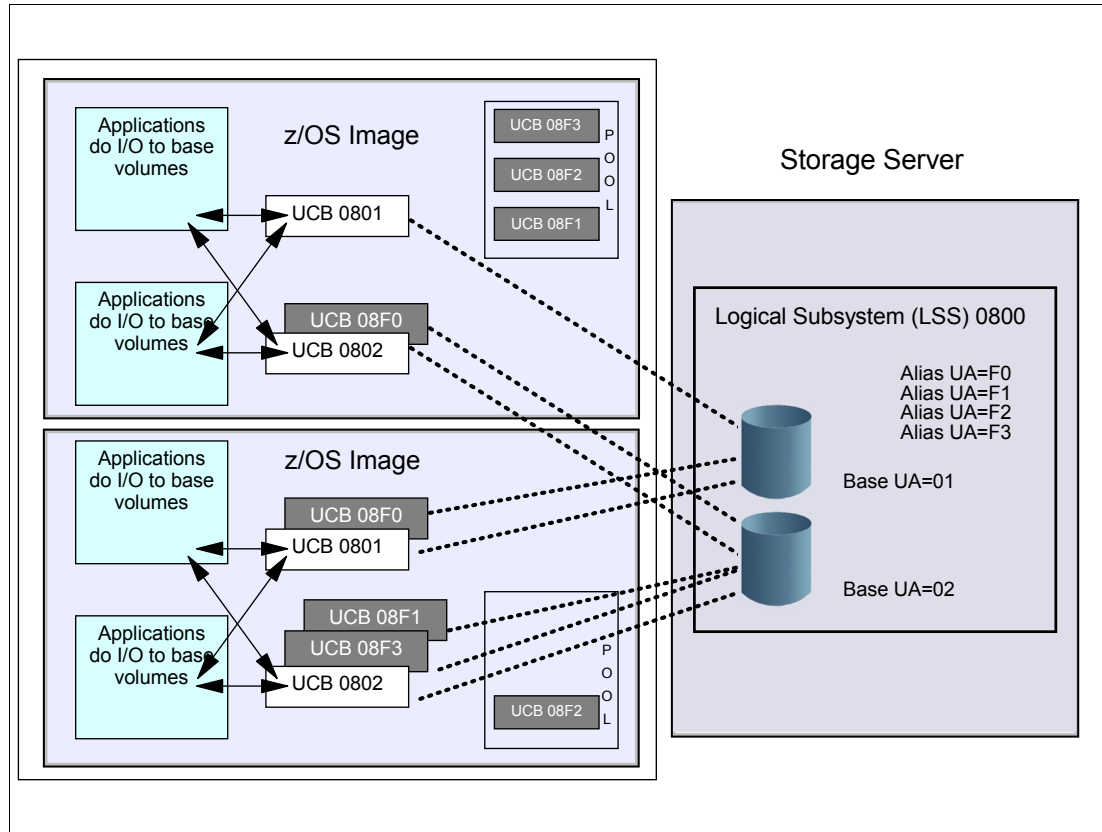 Applications
do I/O to base
volumes
z/OS Image
UCB 08F3
UCB 08F2
UCB 08F1
P
O
O
L
UCB 0801
Applications
do I/O to base
volumes
UCB 08F0
UCB 0802
Applications
do I/O to base
volumes
z/OS Image
UCB 08F0
UCB 0801
Applications
do I/O to base
volumes
UCB 08F1
UCB 08F3
UCB 0802
P
O
O
L
UCB 08F2
Storage Server
Logical Subsystem (LSS) 0800
Alias UA=F0
Alias UA=F1
Alias UA=F2
Alias UA=F3
Base UA=01
Base UA=02